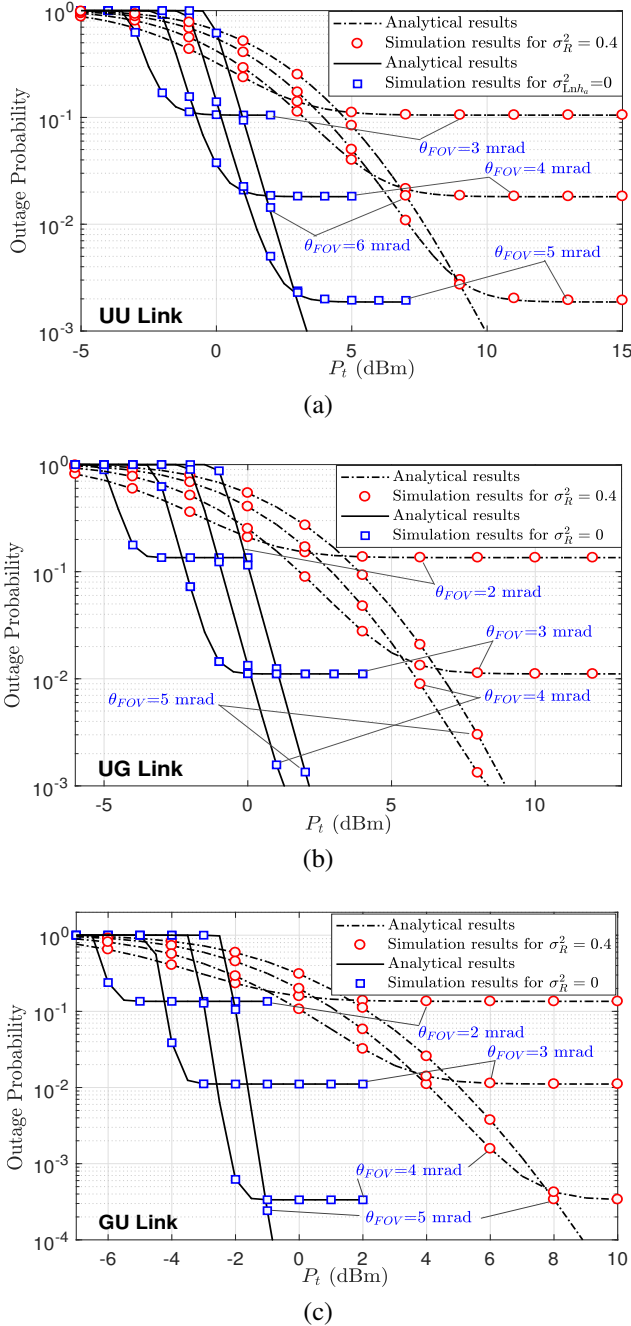 10^0
10^-1
10^-2
10^-3
Outage Probability
Analytical results
Simulation results for σ_R^2 = 0.4
Analytical results
Simulation results for σ_{Lnh_a}^2=0
θ_FOV=3 mrad
θ_FOV=4 mrad
θ_FOV=6 mrad
θ_FOV=5 mrad
UU Link
-5 0 5 10 15
P_t (dBm)
(a)
10^0
10^-1
10^-2
10^-3
Outage Probability
Analytical results
Simulation results for σ_R^2 = 0.4
Analytical results
Simulation results for σ_R^2 = 0
θ_FOV=2 mrad
θ_FOV=3 mrad
θ_FOV=5 mrad
θ_FOV=4 mrad
UG Link
-5 0 5 10
P_t (dBm)
(b)
10^0
10^-1
10^-2
10^-3
10^-4
Outage Probability
Analytical results
Simulation results for σ_R^2 = 0.4
Analytical results
Simulation results for σ_R^2 = 0
θ_FOV=2 mrad
θ_FOV=3 mrad
θ_FOV=4 mrad
θ_FOV=5 mrad
GU Link
-6 -4 -2 0 2 4 6 8 10
P_t (dBm)
(c)